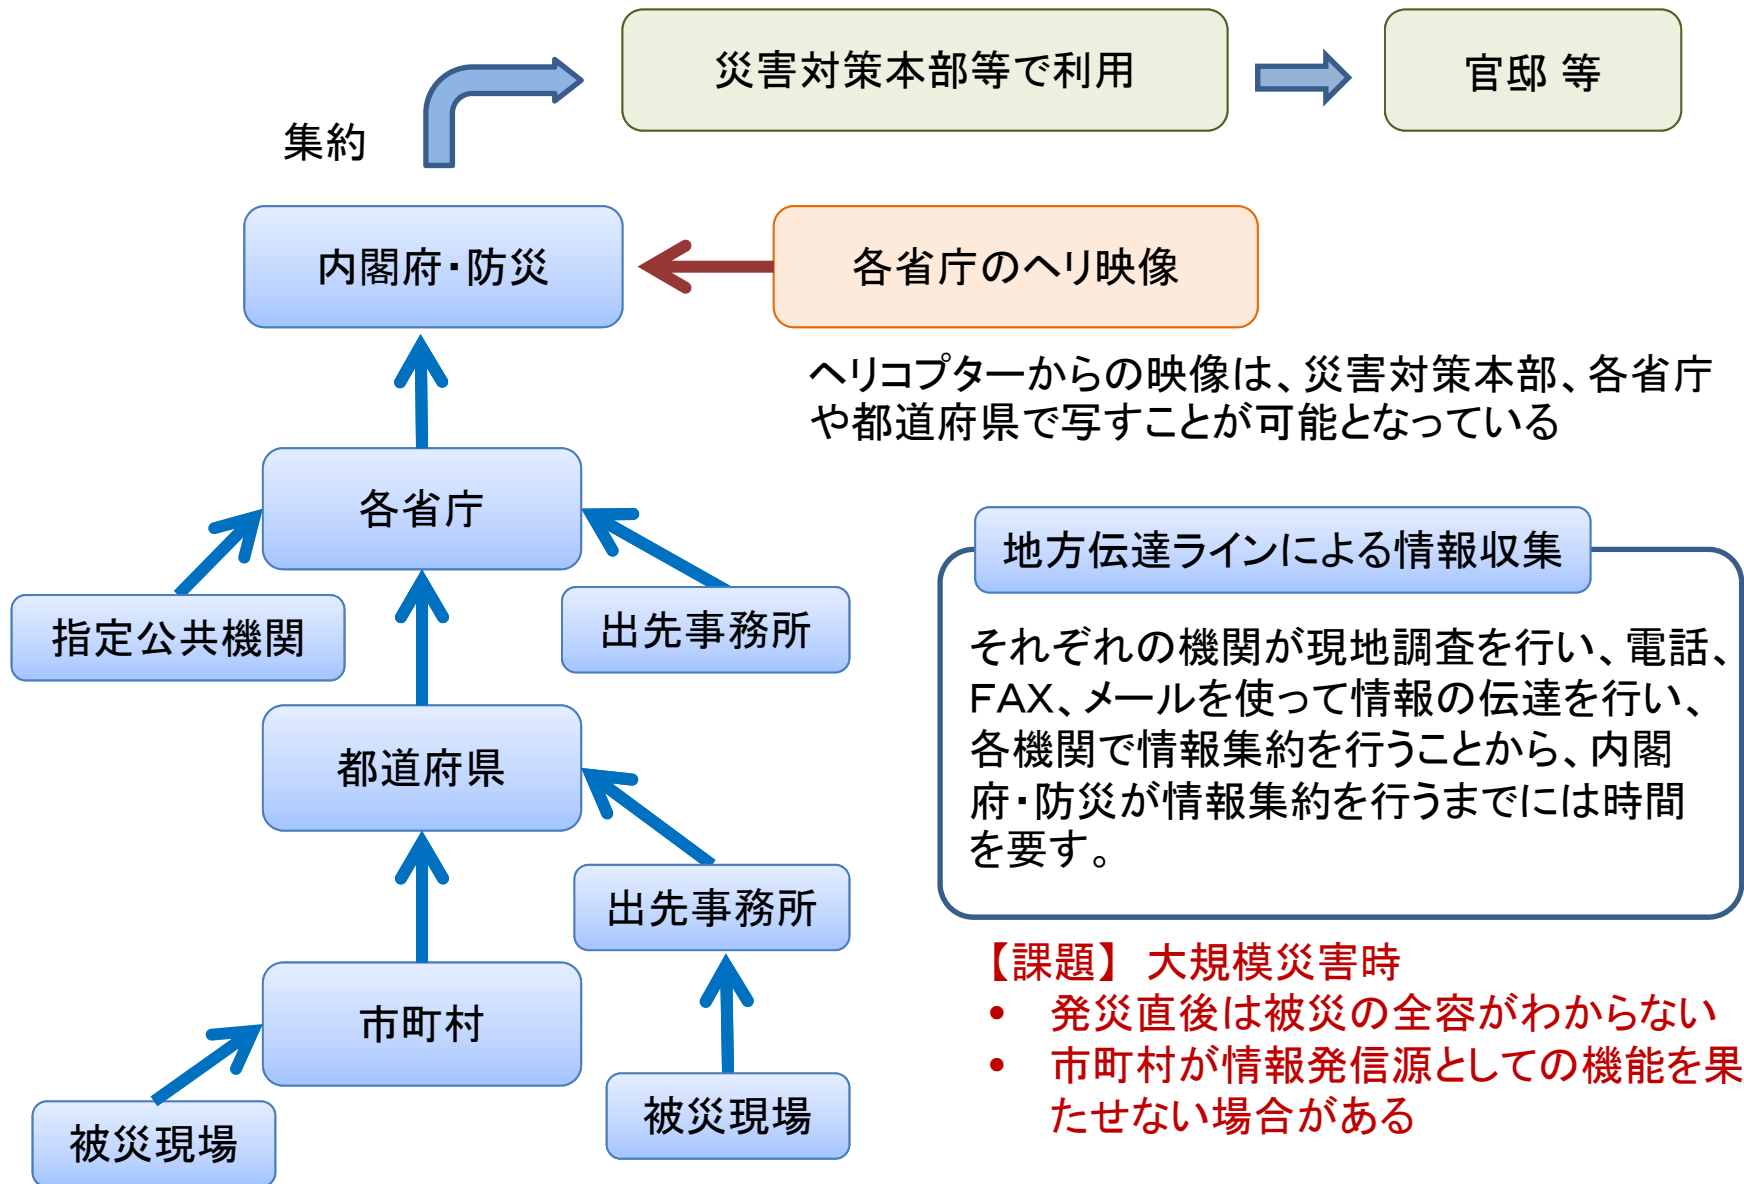 災害対策本部等で利用
官邸 等
集約
内閣府・防災
各省庁のヘリ映像
ヘリコプターからの映像は、災害対策本部、各省庁
や都道府県で写すことが可能となっている
各省庁
指定公共機関
出先事務所
都道府県
出先事務所
市町村
被災現場
被災現場
地方伝達ラインによる情報収集
それぞれの機関が現地調査を行い、電話、
FAX、メールを使って情報の伝達を行い、
各機関で情報集約を行うことから、内閣
府・防災が情報集約を行うまでには時間
を要す。
【課題】 大規模災害時
• 発災直後は被災の全容がわからない
• 市町村が情報発信源としての機能を果
たせない場合がある